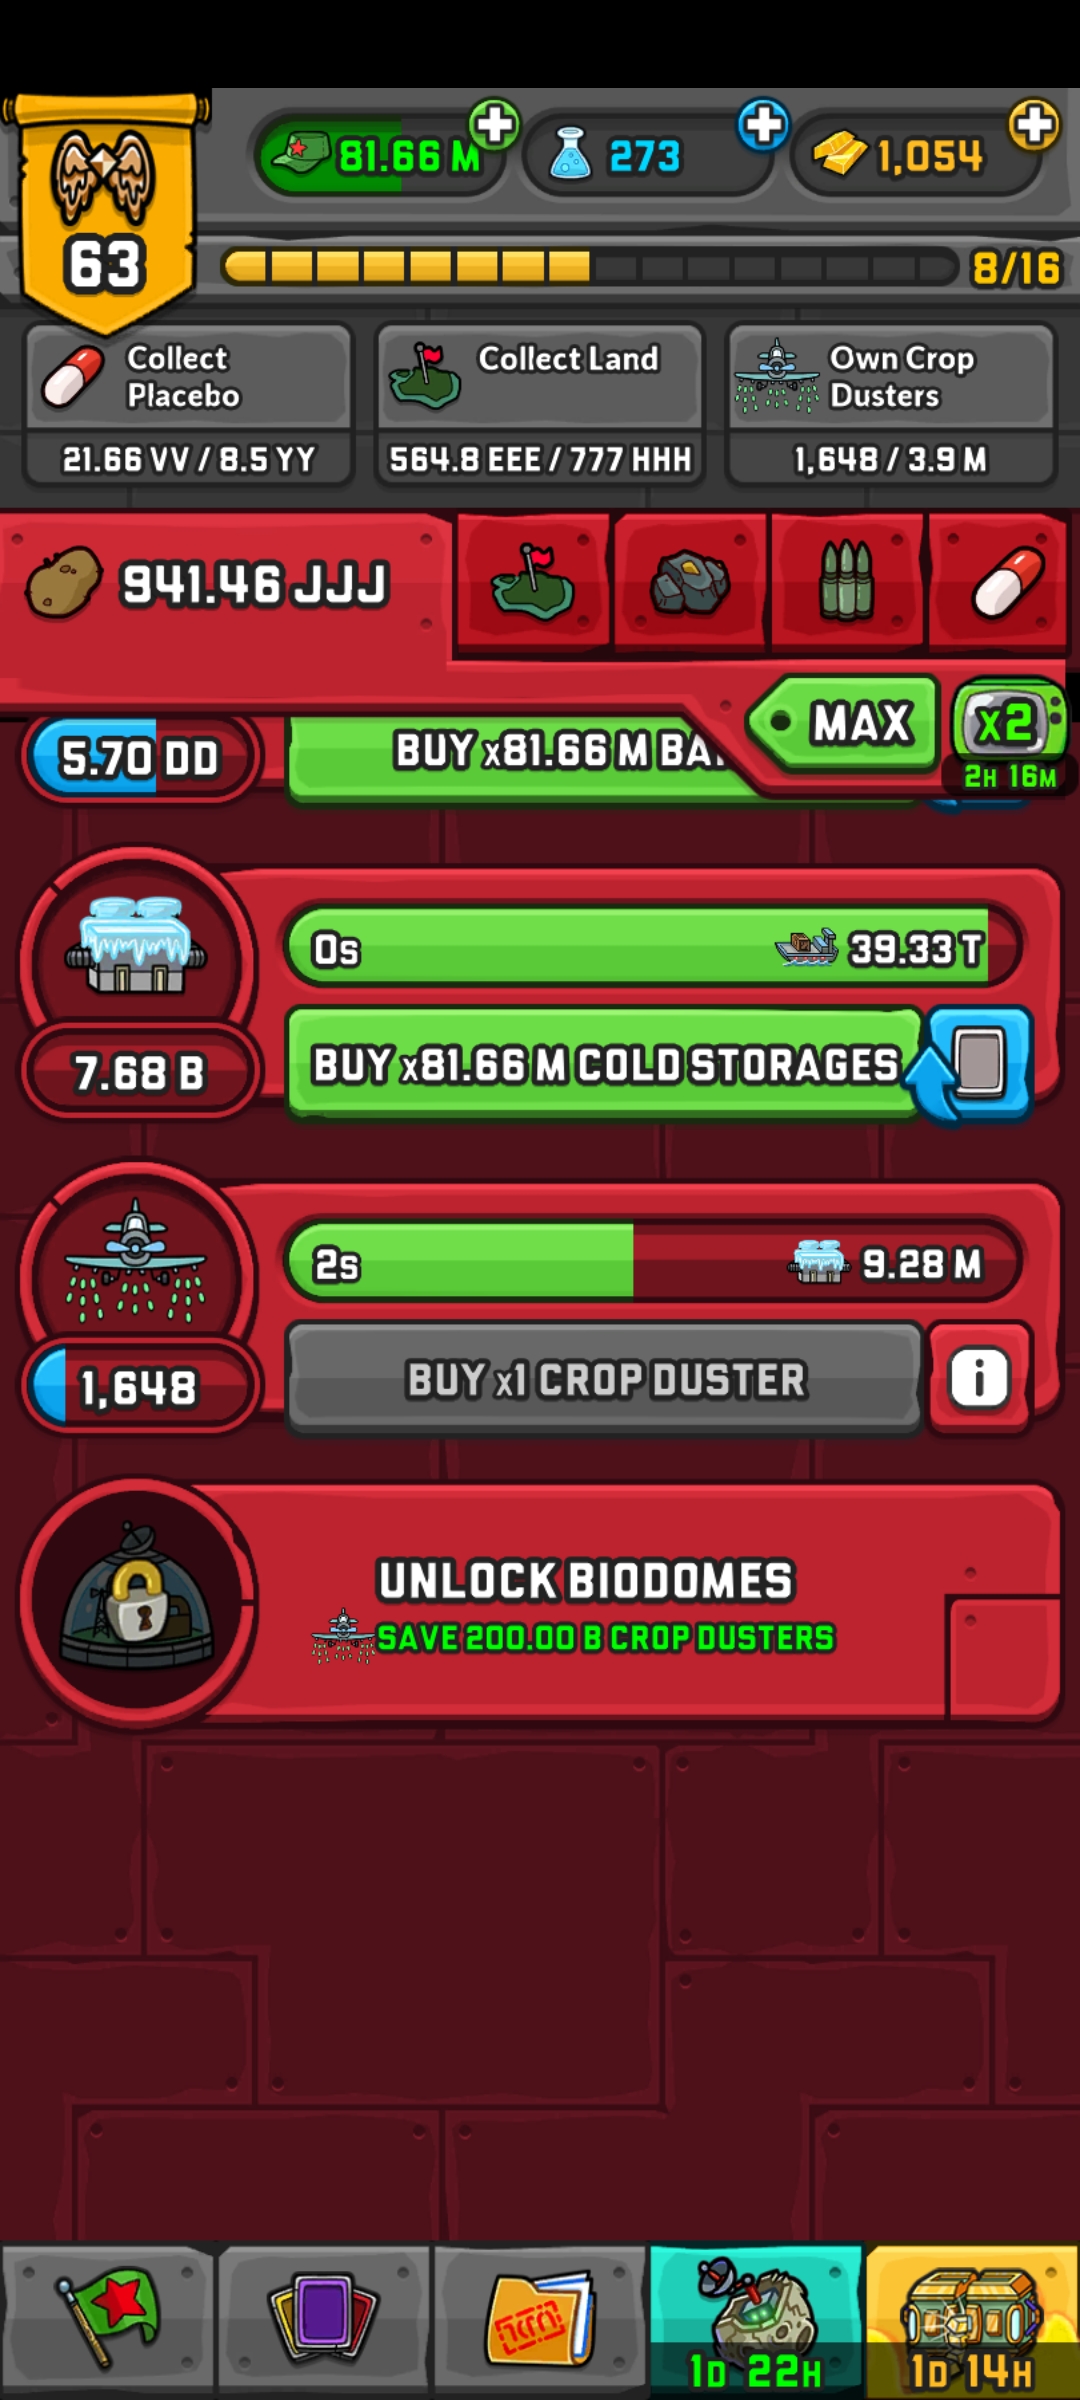 81.66 M
273
1,054
63
8/16
Collect
Placebo
21.66 VV / 8.5 YY
Collect Land
564.8 EEE / 777 HHH
Own Crop
Dusters
1,648 / 3.9 M
941.46 JJJ
MAX
x2
2H 16M
5.70 DD
BUY x81.66 M
0s
39.33 T
7.68 B
BUY x81.66 M COLD STORAGES
2s
9.28 M
1,648
BUY x1 CROP DUSTER
i
UNLOCK BIODOMES
SAVE 200.00 B CROP DUSTERS
1D 22H
1D 14H